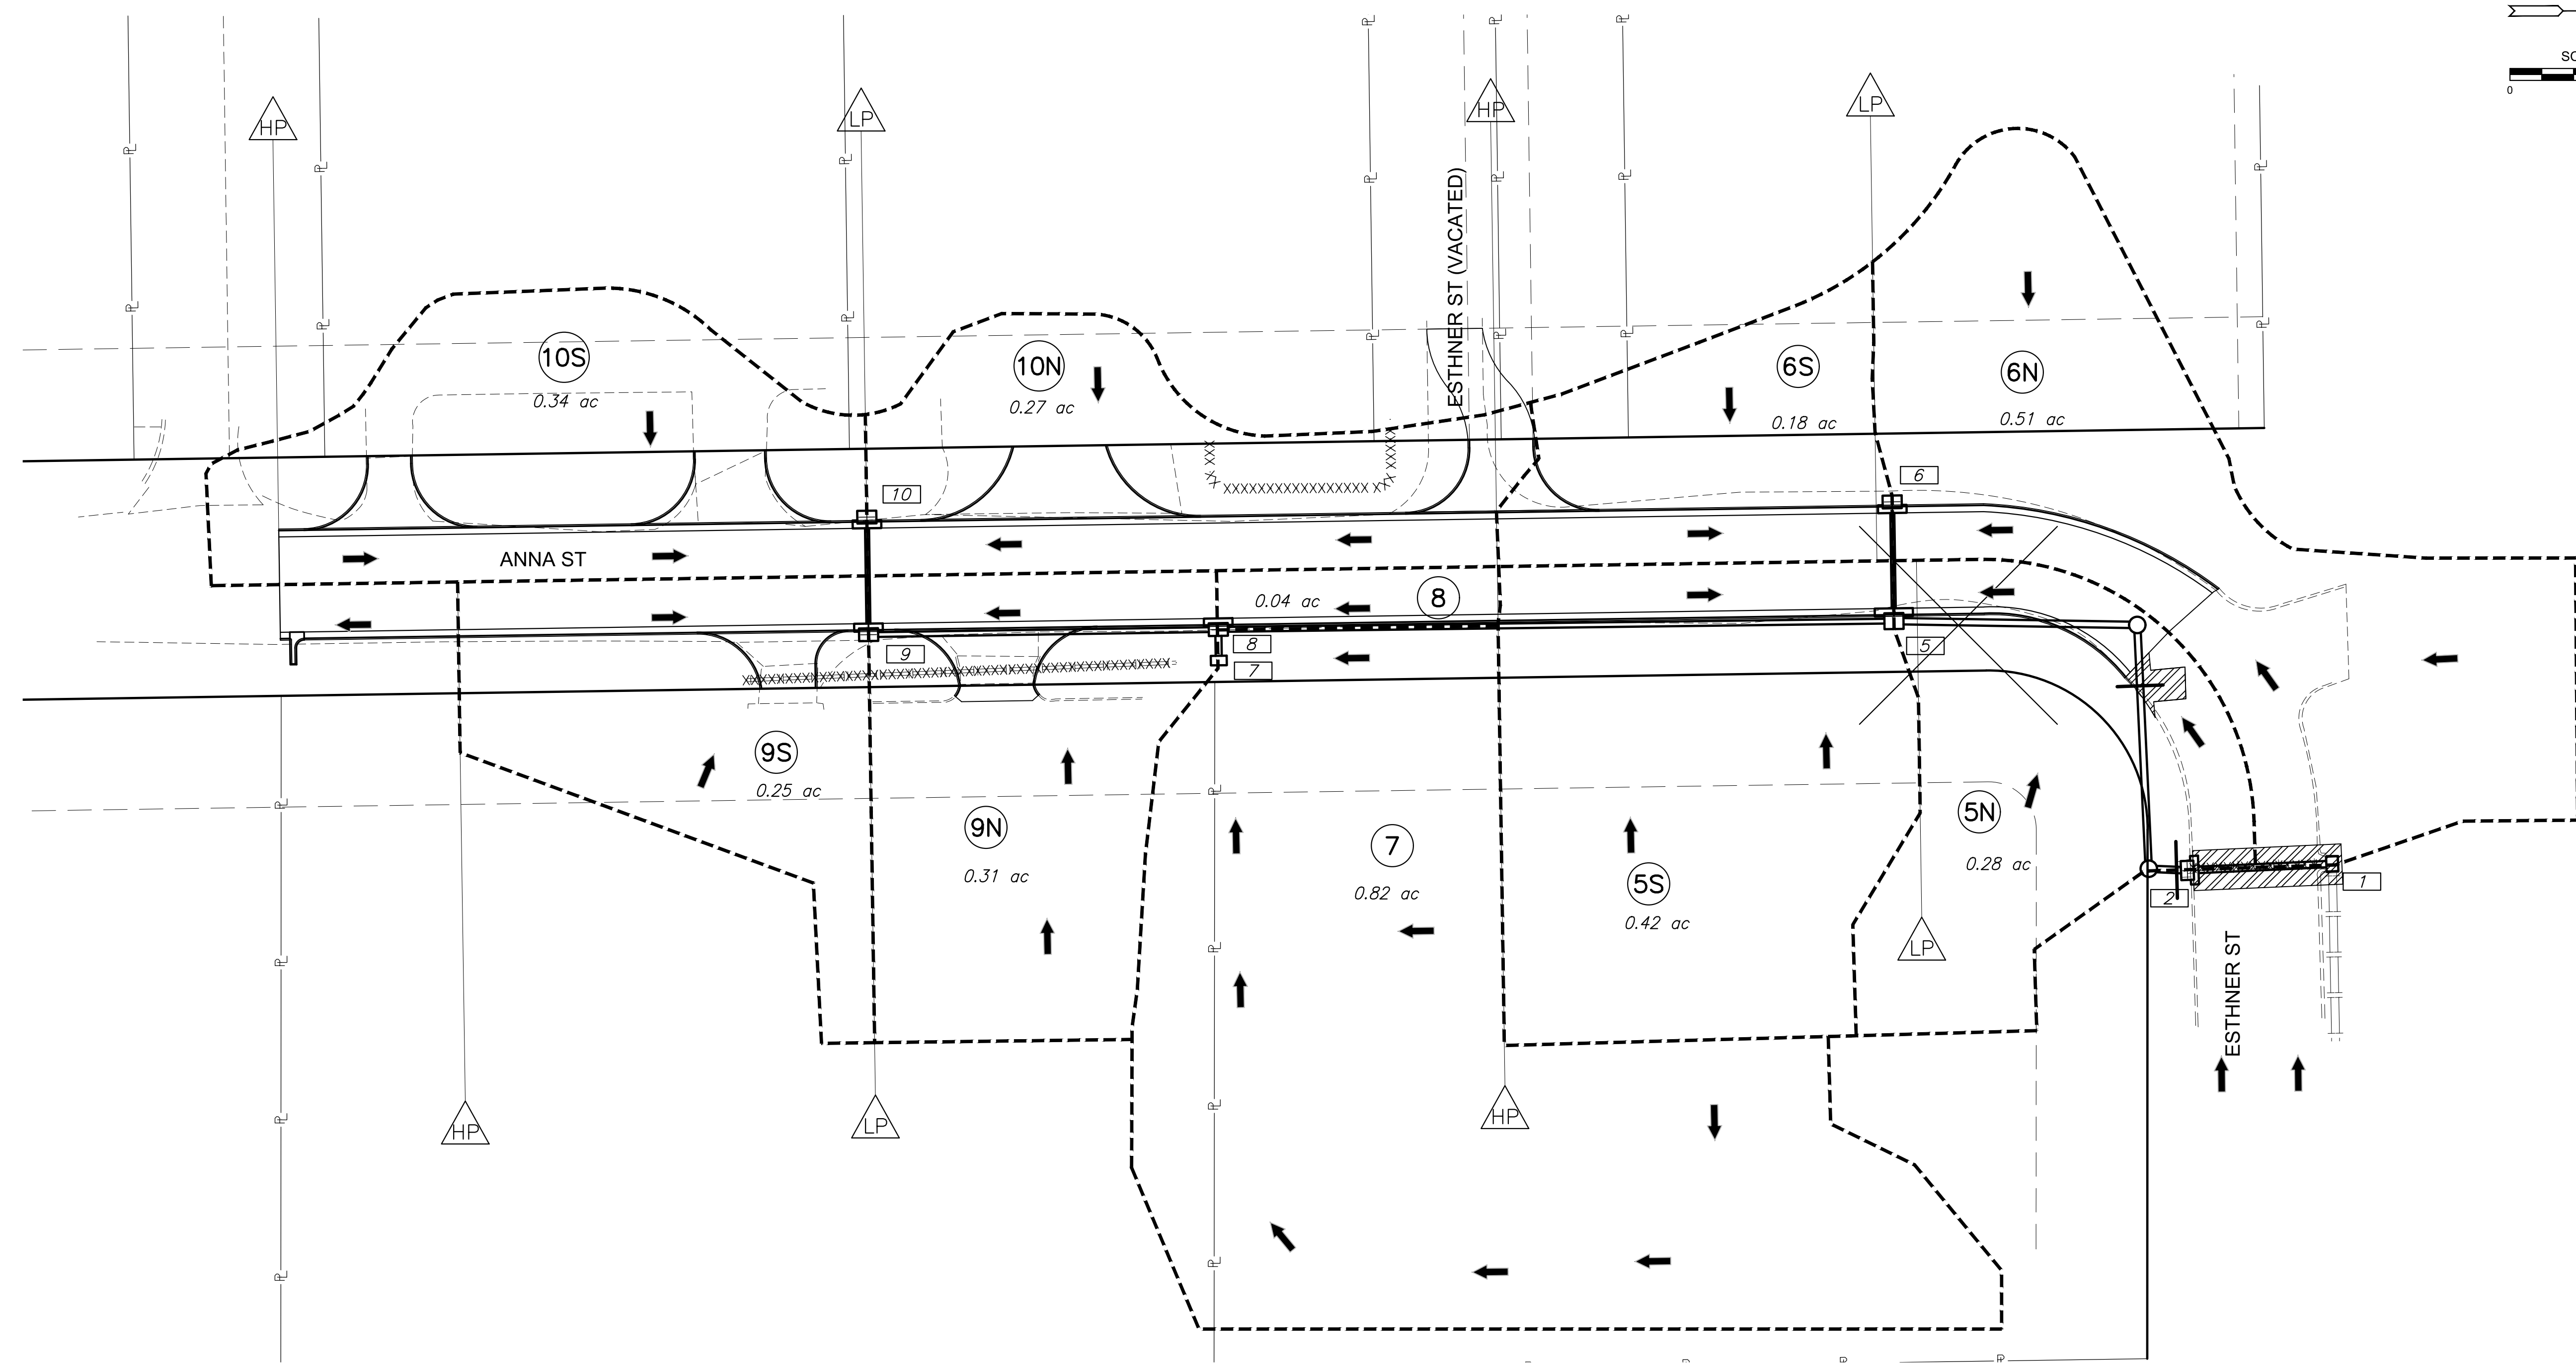 SC
0
HP
LP
HP
LP
ESTHNER ST (VACATED)
10S
0.34 ac
10N
0.27 ac
6S
0.18 ac
6N
0.51 ac
10
6
ANNA ST
0.04 ac
8
9
8
7
5
9S
0.25 ac
9N
0.31 ac
7
0.82 ac
5S
0.42 ac
5N
0.28 ac
1
2
LP
ESTHNER ST
HP
LP
HP